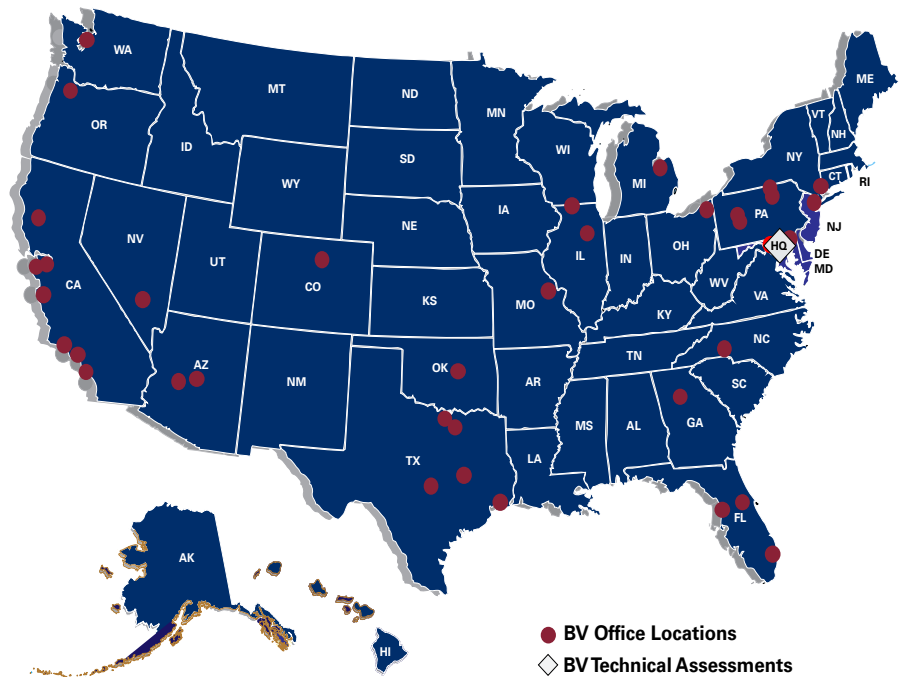 WA
MT
ND
MN
ME
VT
NH
OR
ID
SD
WI
NY
MI
CT
RI
WY
IA
PA
NE
NJ
NV
UT
IL
IN
OH
HQ
DE
MD
CO
CA
KS
MO
WV
VA
KY
NC
TN
AZ
OK
NM
AR
SC
MS
AL
GA
TX
LA
FL
AK
HI
BV Office Locations
BV Technical Assessments